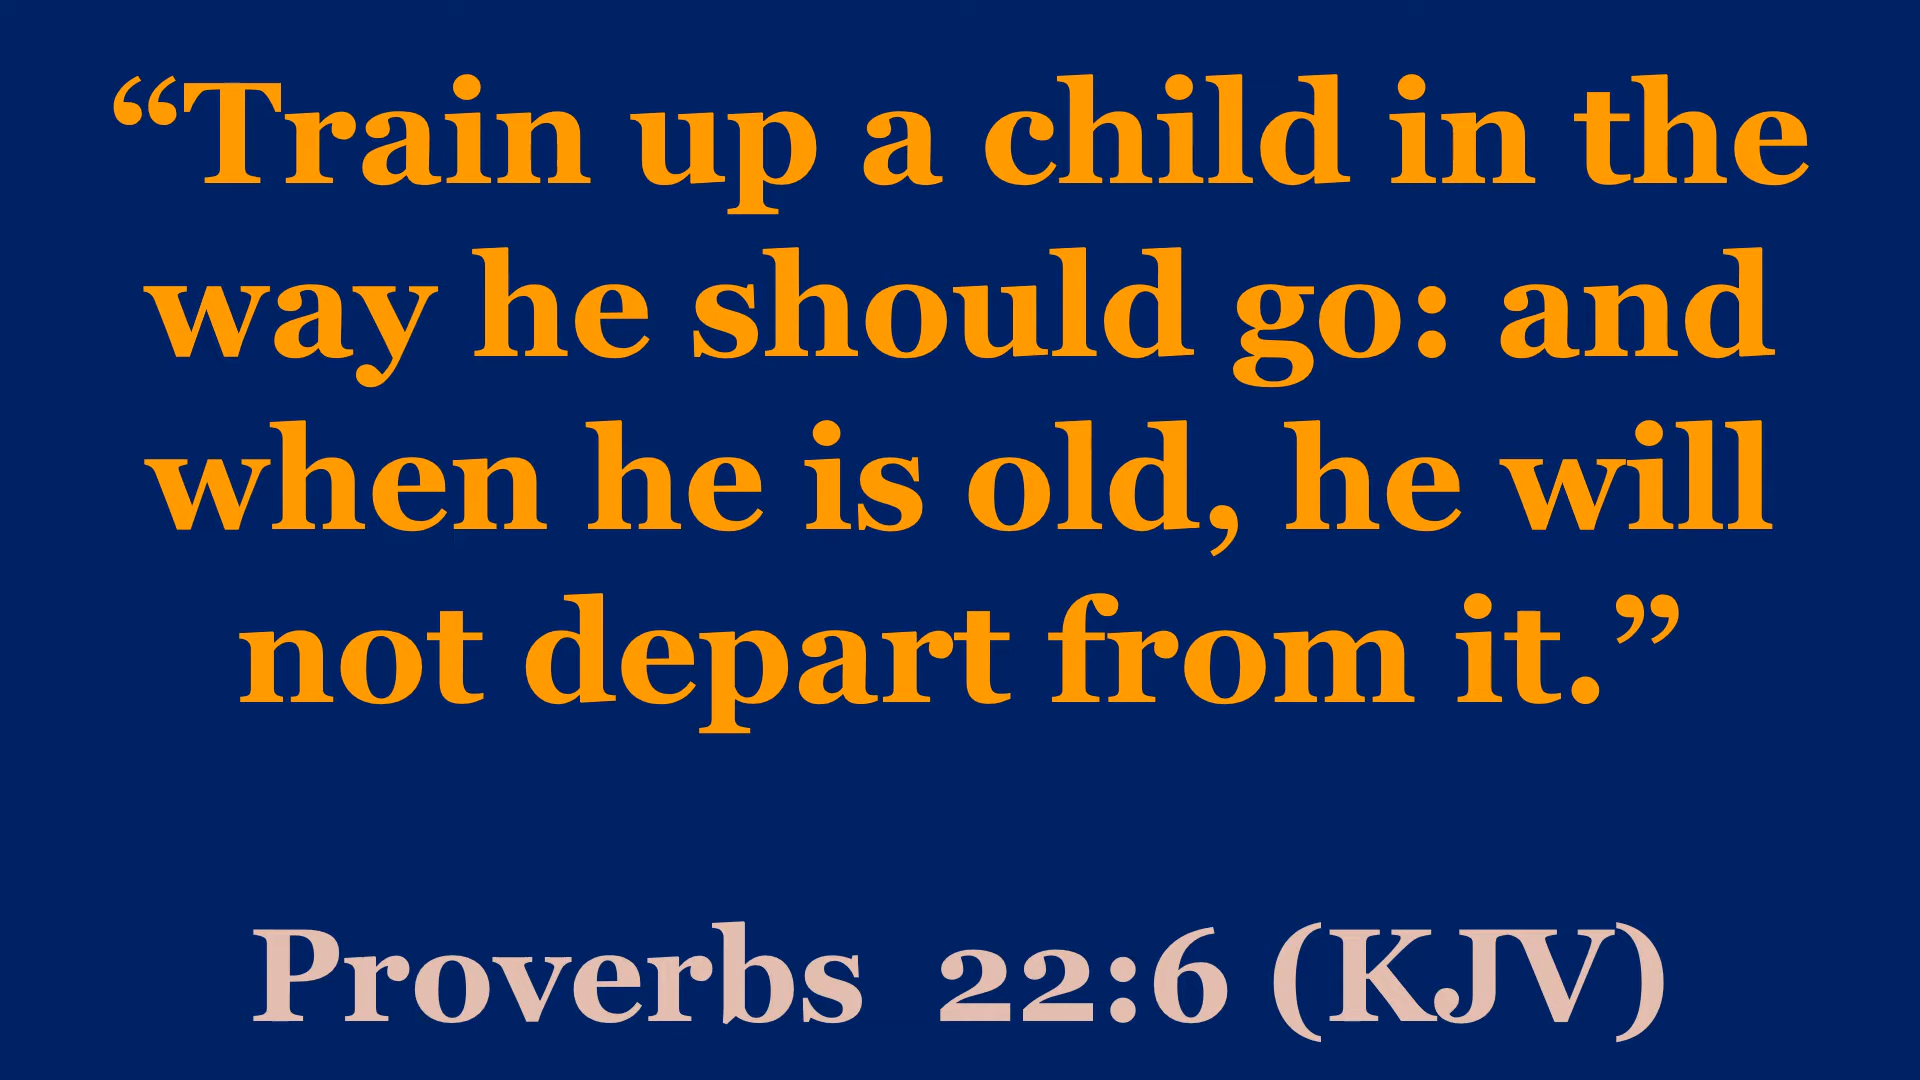 “Train up a child in the
way he should go: and
when he is old, he will
not depart from it.”
Proverbs  22:6 (KJV)